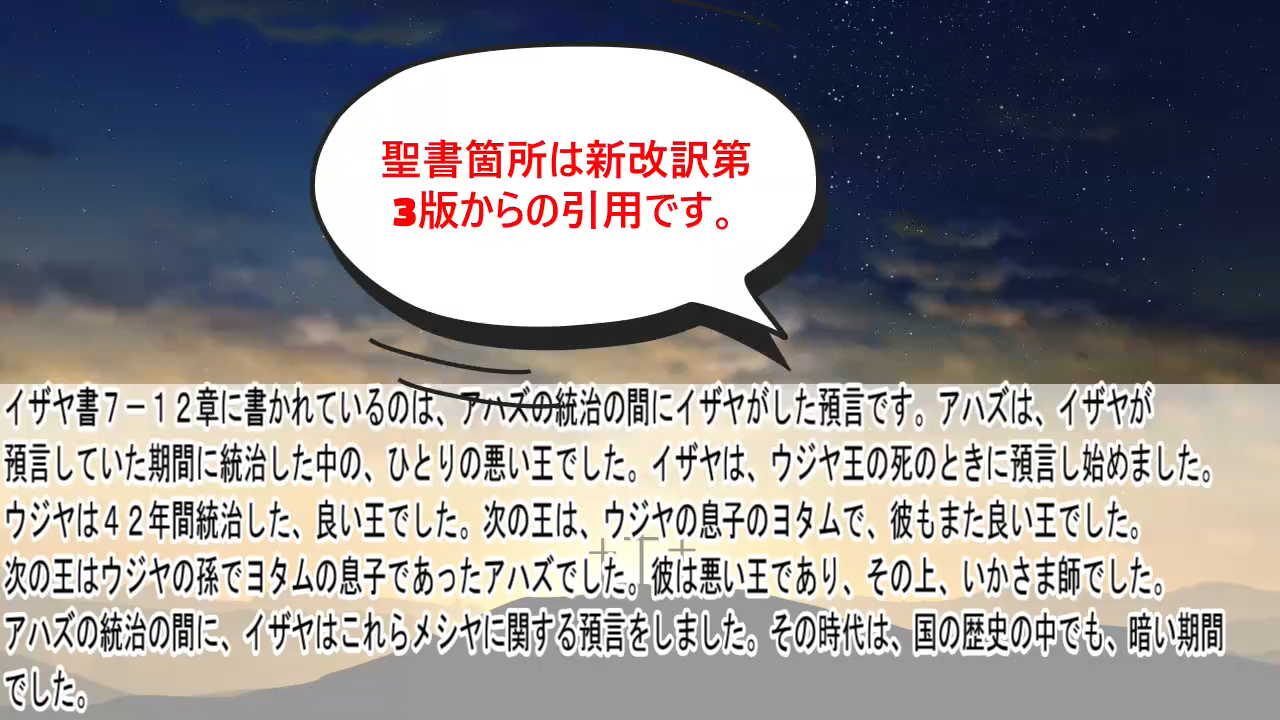 聖書箇所は新改訳第
3版からの引用です。
イザヤ書７－１２章に書かれているのは、アハズの統治の間にイザヤがした預言です。アハズは、イザヤが
預言していた期間に統治した中の、ひとりの悪い王でした。イザヤは、ウジヤ王の死のときに預言し始めました。
ウジヤは４２年間統治した、良い王でした。次の王は、ウジヤの息子のヨタムで、彼もまた良い王でした。
次の王はウジヤの孫でヨタムの息子であったアハズでした。彼は悪い王であり、その上、いかさま師でした。
アハズの統治の間に、イザヤはこれらメシヤに関する預言をしました。その時代は、国の歴史の中でも、暗い期間
でした。